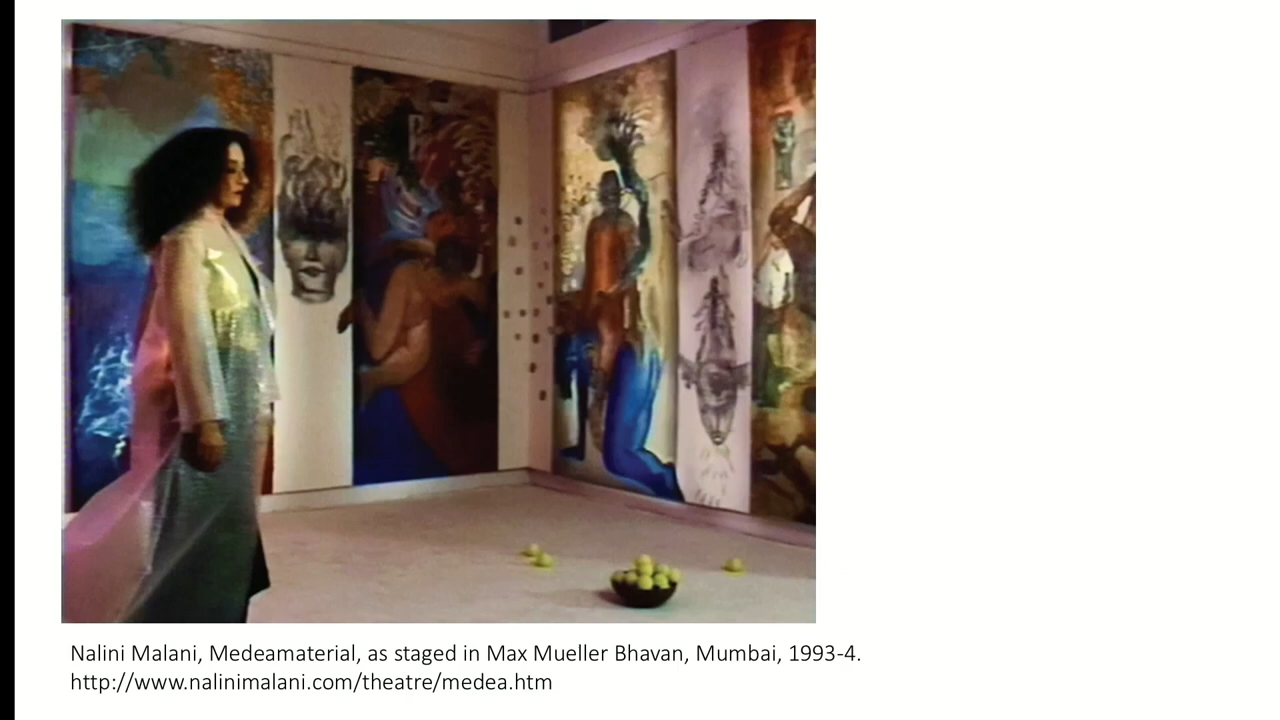 Nalini Malani, Medeamaterial, as staged in Max Mueller Bhavan, Mumbai, 1993-4.
http://www.nalinimalani.com/theatre/medea.htm